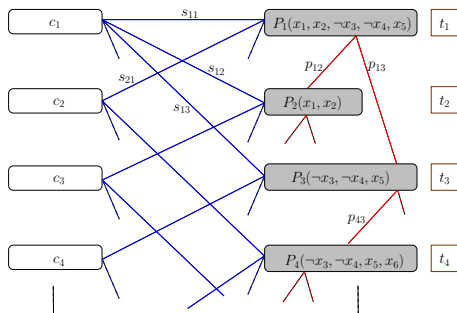 c₁ s₁₁ P₁(x₁, x₂, ¬x₃, ¬x₄, x₅) t₁
s₂₁ s₁₂ p₁₂ p₁₃
c₂ s₁₃ P₂(x₁, x₂) t₂
c₃ P₃(¬x₃, ¬x₄, x₅) t₃
p₄₃
c₄ P₄(¬x₃, ¬x₄, x₅, x₆) t₄